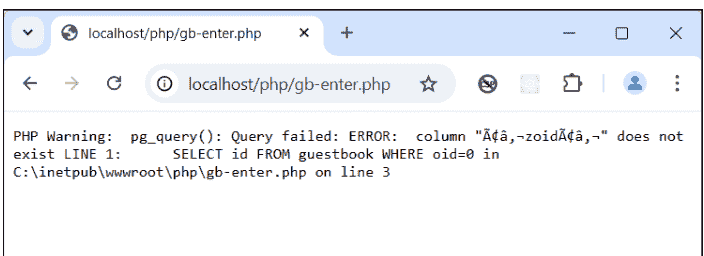 localhost/php/gb-enter.php
localhost/php/gb-enter.php
PHP Warning:  pg_query(): Query failed: ERROR:  column "Ã¢â‚¬zoidÃ¢â‚¬" does not
exist LINE 1:      SELECT id FROM guestbook WHERE oid=0 in
C:\inetpub\wwwroot\php\gb-enter.php on line 3